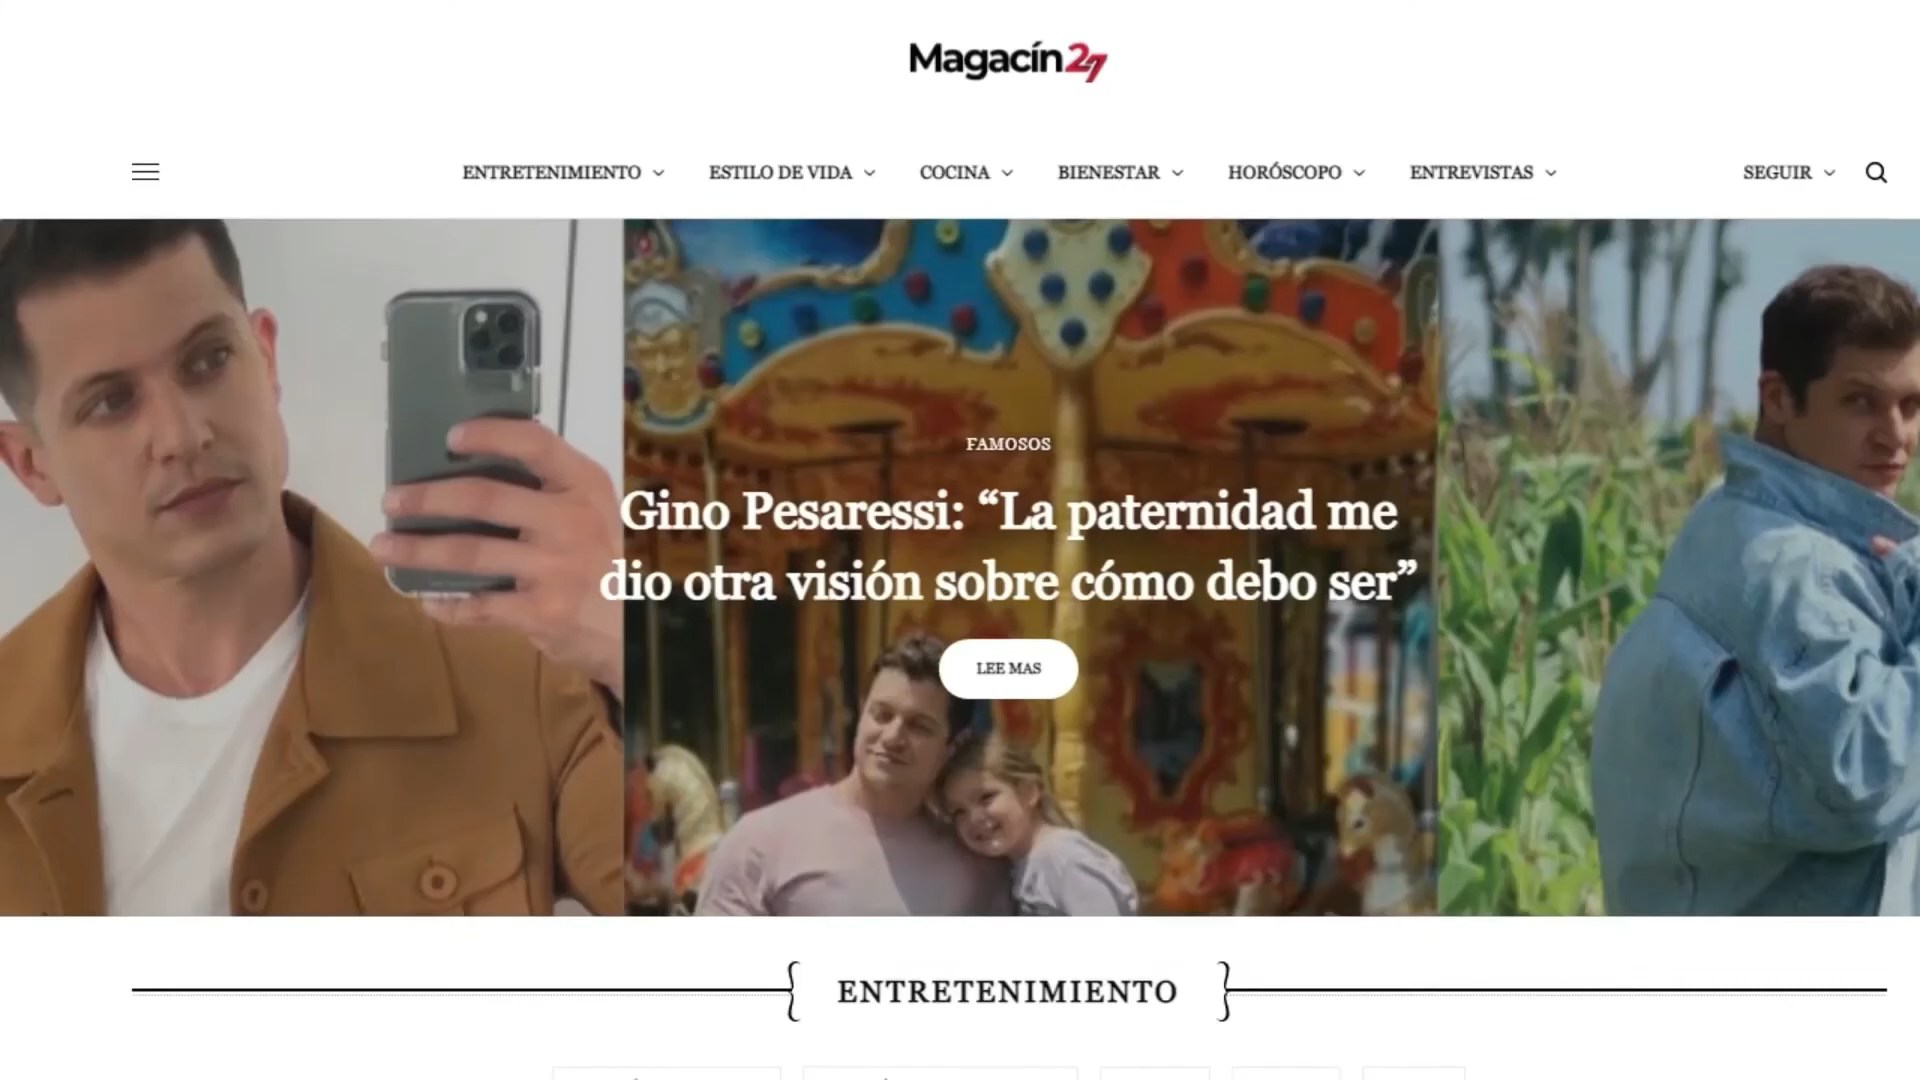 Magacín27
ENTRETENIMIENTO
ESTILO DE VIDA
COCINA
BIENESTAR
HORÓSCOPO
ENTREVISTAS
SEGUIR
FAMOSOS
Gino Pesaressi: “La paternidad me
dio otra visión sobre cómo debo ser”
LEE MAS
ENTRETENIMIENTO